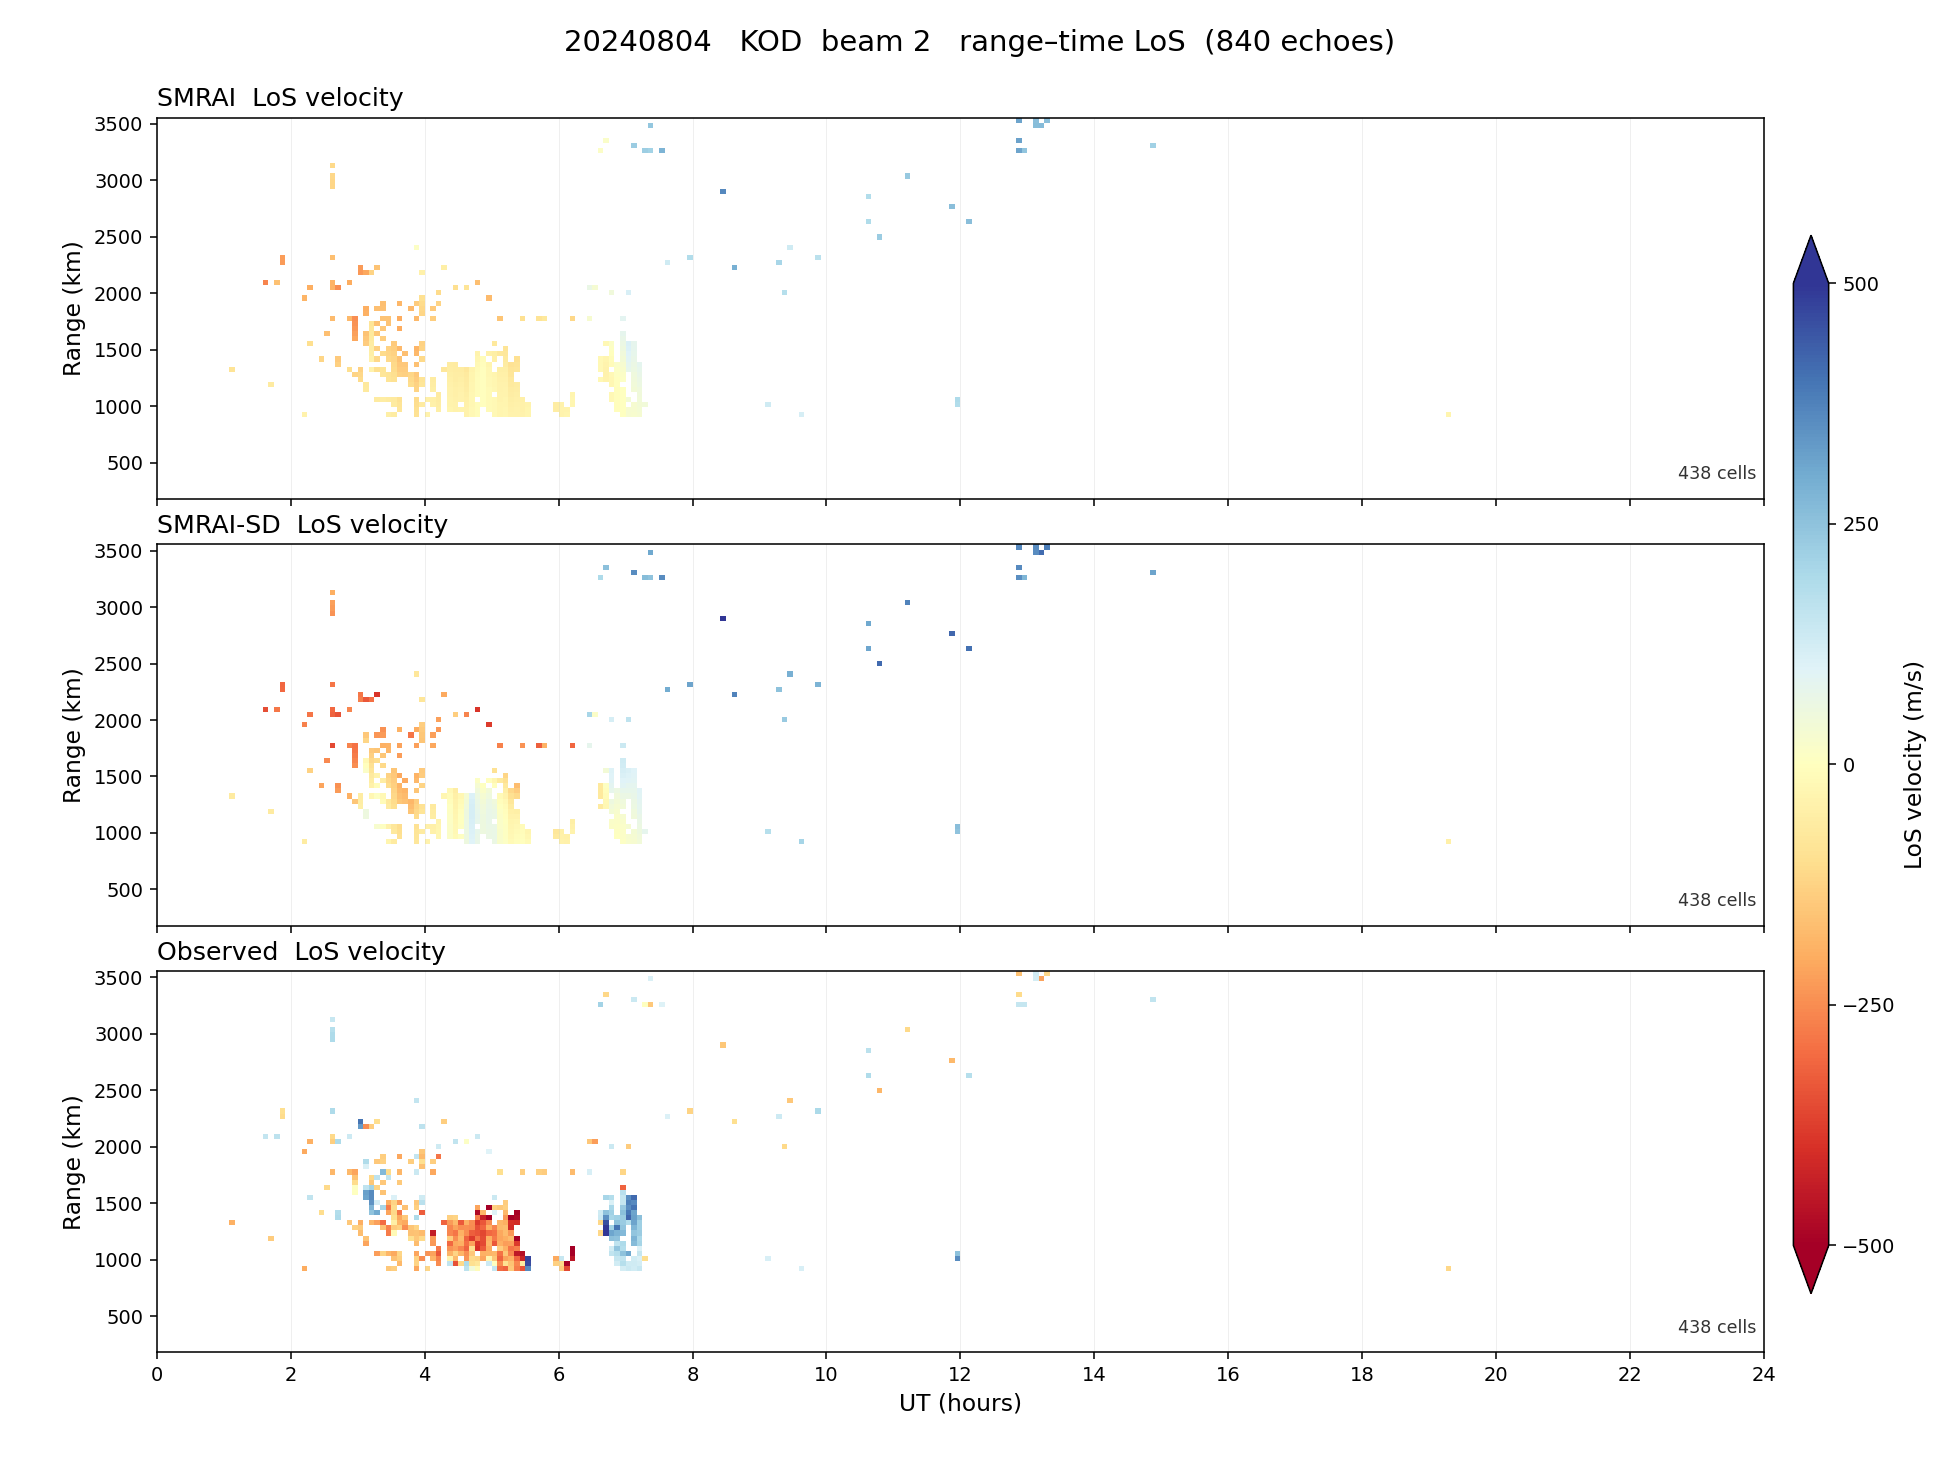 20240804   KOD  beam 2   range–time LoS  (840 echoes)
SMRAI  LoS velocity
3500
3000
2500
2000
1500
1000
500
Range (km)
438 cells
SMRAI-SD  LoS velocity
3500
3000
2500
2000
1500
1000
500
Range (km)
438 cells
Observed  LoS velocity
3500
3000
2500
2000
1500
1000
500
Range (km)
438 cells
0 2 4 6 8 10 12 14 16 18 20 22 24
UT (hours)
500
250
0
−250
−500
LoS velocity (m/s)